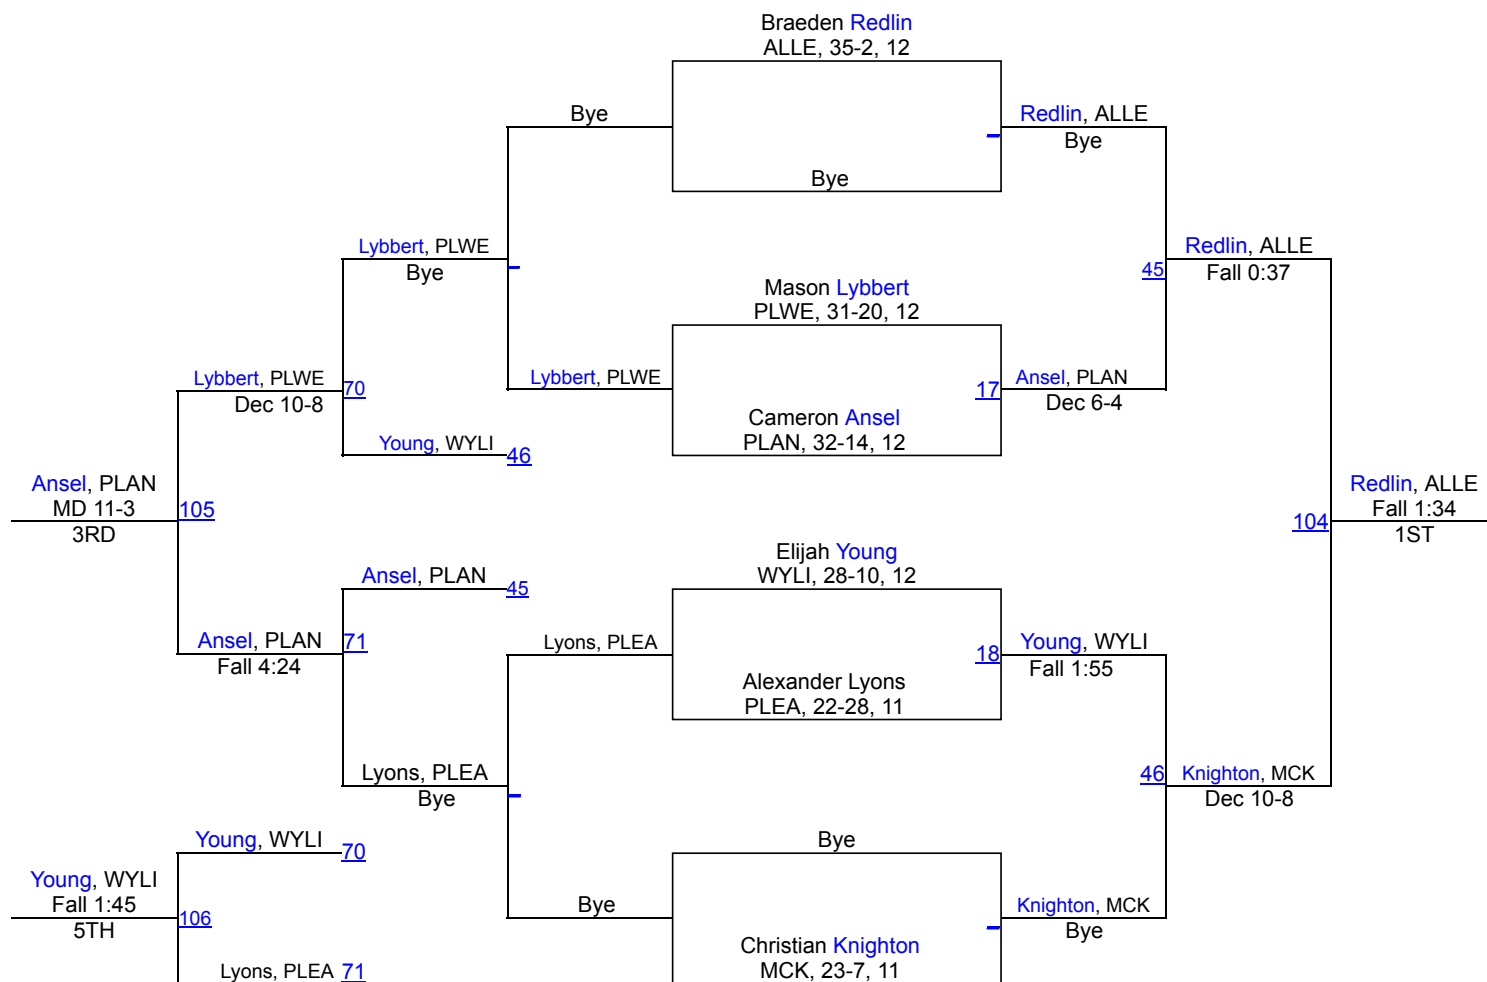 Braeden Redlin
ALLE, 35-2, 12
Bye
Redlin, ALLE
Bye
Bye
Lybbert, PLWE
Bye
Redlin, ALLE
45
Fall 0:37
Mason Lybbert
PLWE, 31-20, 12
Lybbert, PLWE
70
Dec 10-8
Lybbert, PLWE
17
Ansel, PLAN
Dec 6-4
Cameron Ansel
PLAN, 32-14, 12
Young, WYLI
46
Ansel, PLAN
MD 11-3
105
3RD
Redlin, ALLE
Fall 1:34
104
1ST
Elijah Young
WYLI, 28-10, 12
Ansel, PLAN
45
Ansel, PLAN
71
Fall 4:24
Lyons, PLEA
18
Young, WYLI
Fall 1:55
Alexander Lyons
PLEA, 22-28, 11
Lyons, PLEA
Bye
46
Knighton, MCK
Dec 10-8
Young, WYLI
70
Bye
Young, WYLI
Fall 1:45
106
5TH
Bye
Knighton, MCK
Bye
Christian Knighton
MCK, 23-7, 11
Lyons, PLEA
71